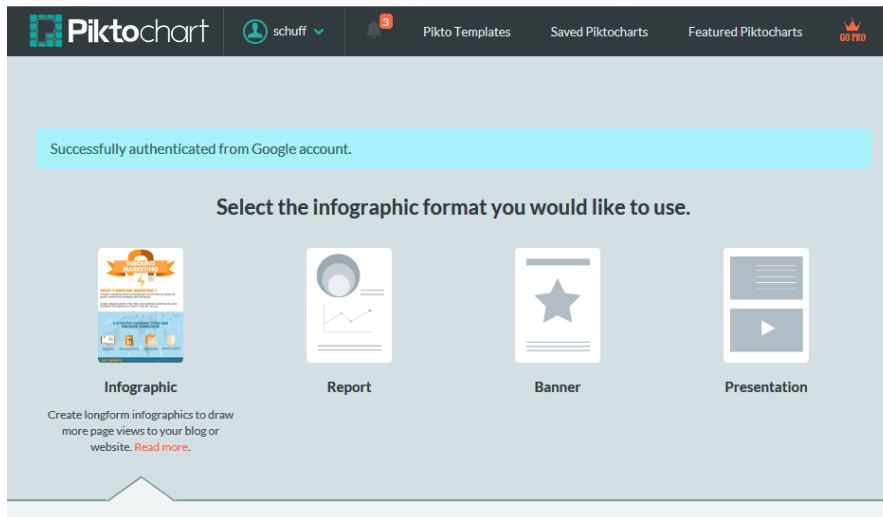 Piktochart
schuff
3
Pikto Templates
Saved Piktocharts
Featured Piktocharts
GO PRO
Successfully authenticated from Google account.
Select the infographic format you would like to use.
INBOUND
MARKETING
Infographic
Report
Banner
Presentation
Create longform infographics to draw
more page views to your blog or
website. Read more.